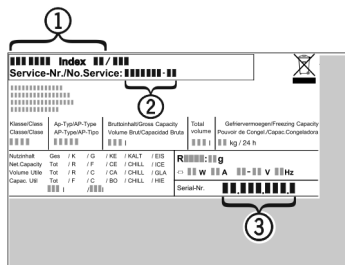 1
Index /
Service-Nr./No.Service:
2
Klasse/Class Ap-Typ/AP-Type Bruttoinhalt/Gross Capacity Total Gefriervermoegen/Freezing Capacity
Classe/Classe AP-Type/AP-Tipo Volume Brut/Capacidad Bruta volume Pouvoir de Congel./Capac.Congeladora
l l l kg / 24 h
Nutzinhalt Ges / K / G / KE / KALT / EIS
Net.Capacity Tot / R / F / CE / CHILL / ICE
Volume Utile Tot / R / C / CA / CHILL / GLA
Capac. Util Tot / F / C / BO / CHILL / HIE
l / l
R : g
W A - V Hz
Serial-Nr.
3